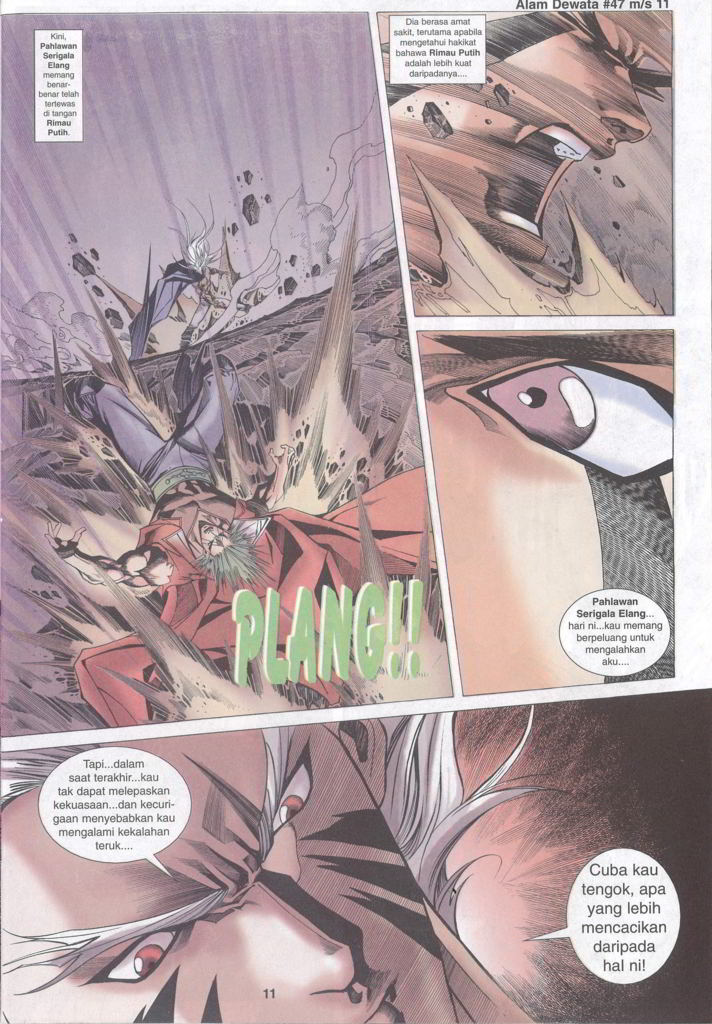 Alam Dewata #47 m/s 11
Kini,
Pahlawan
Serigala
Elang
memang
benar-
benar telah
tertewas
di tangan
Rimau
Putih.
Dia berasa amat
sakit, terutama apabila
mengetahui hakikat
bahawa Rimau Putih
adalah lebih kuat
daripadanya....
PLANG!!
Pahlawan
Serigala Elang...
hari ni...kau memang
berpeluang untuk
mengalahkan
aku....
Tapi...dalam
saat terakhir...kau
tak dapat melepaskan
kekuasaan...dan kecuri-
gaan menyebabkan kau
mengalami kekalahan
teruk....
Cuba kau
tengok, apa
yang lebih
mencacikan
daripada
hal ni!
11